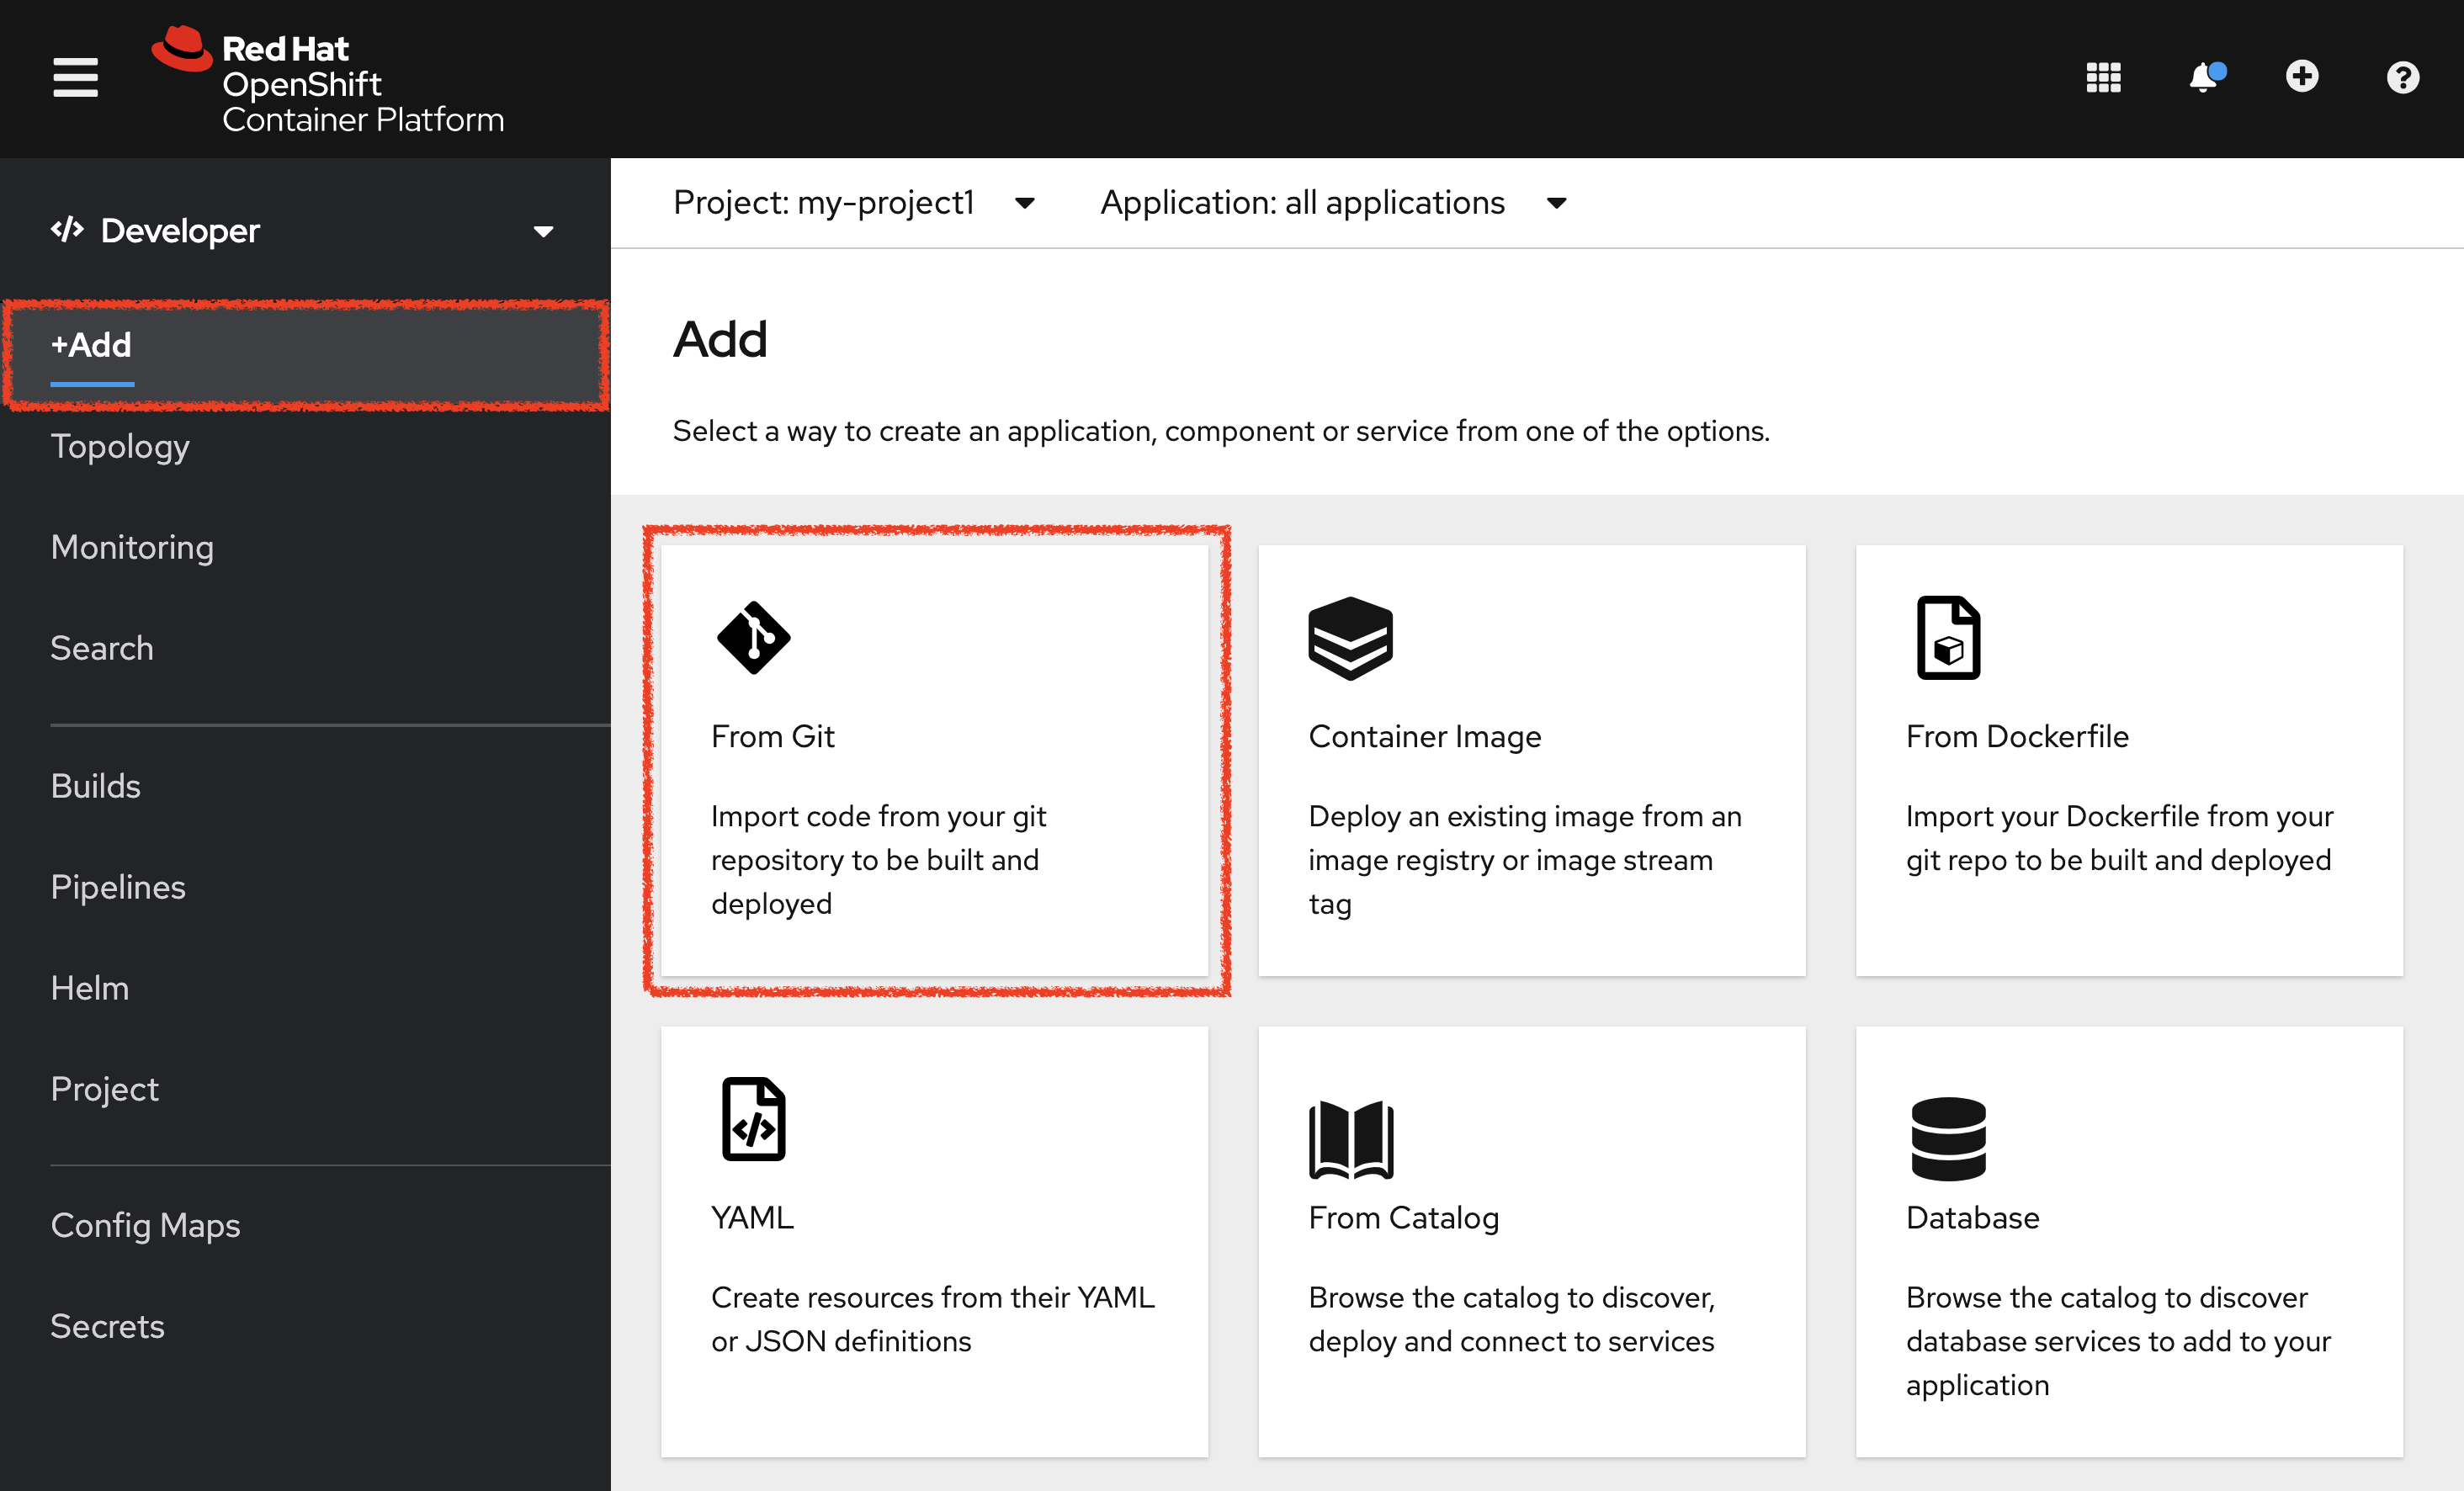 Red Hat
OpenShift
Container Platform
Developer
+Add
Topology
Monitoring
Search
Builds
Pipelines
Helm
Project
Config Maps
Secrets
Project: my-project1
Application: all applications
Add
Select a way to create an application, component or service from one of the options.
From Git
Import code from your git
repository to be built and
deployed
Container Image
Deploy an existing image from an
image registry or image stream
tag
From Dockerfile
Import your Dockerfile from your
git repo to be built and deployed
YAML
Create resources from their YAML
or JSON definitions
From Catalog
Browse the catalog to discover,
deploy and connect to services
Database
Browse the catalog to discover
database services to add to your
application